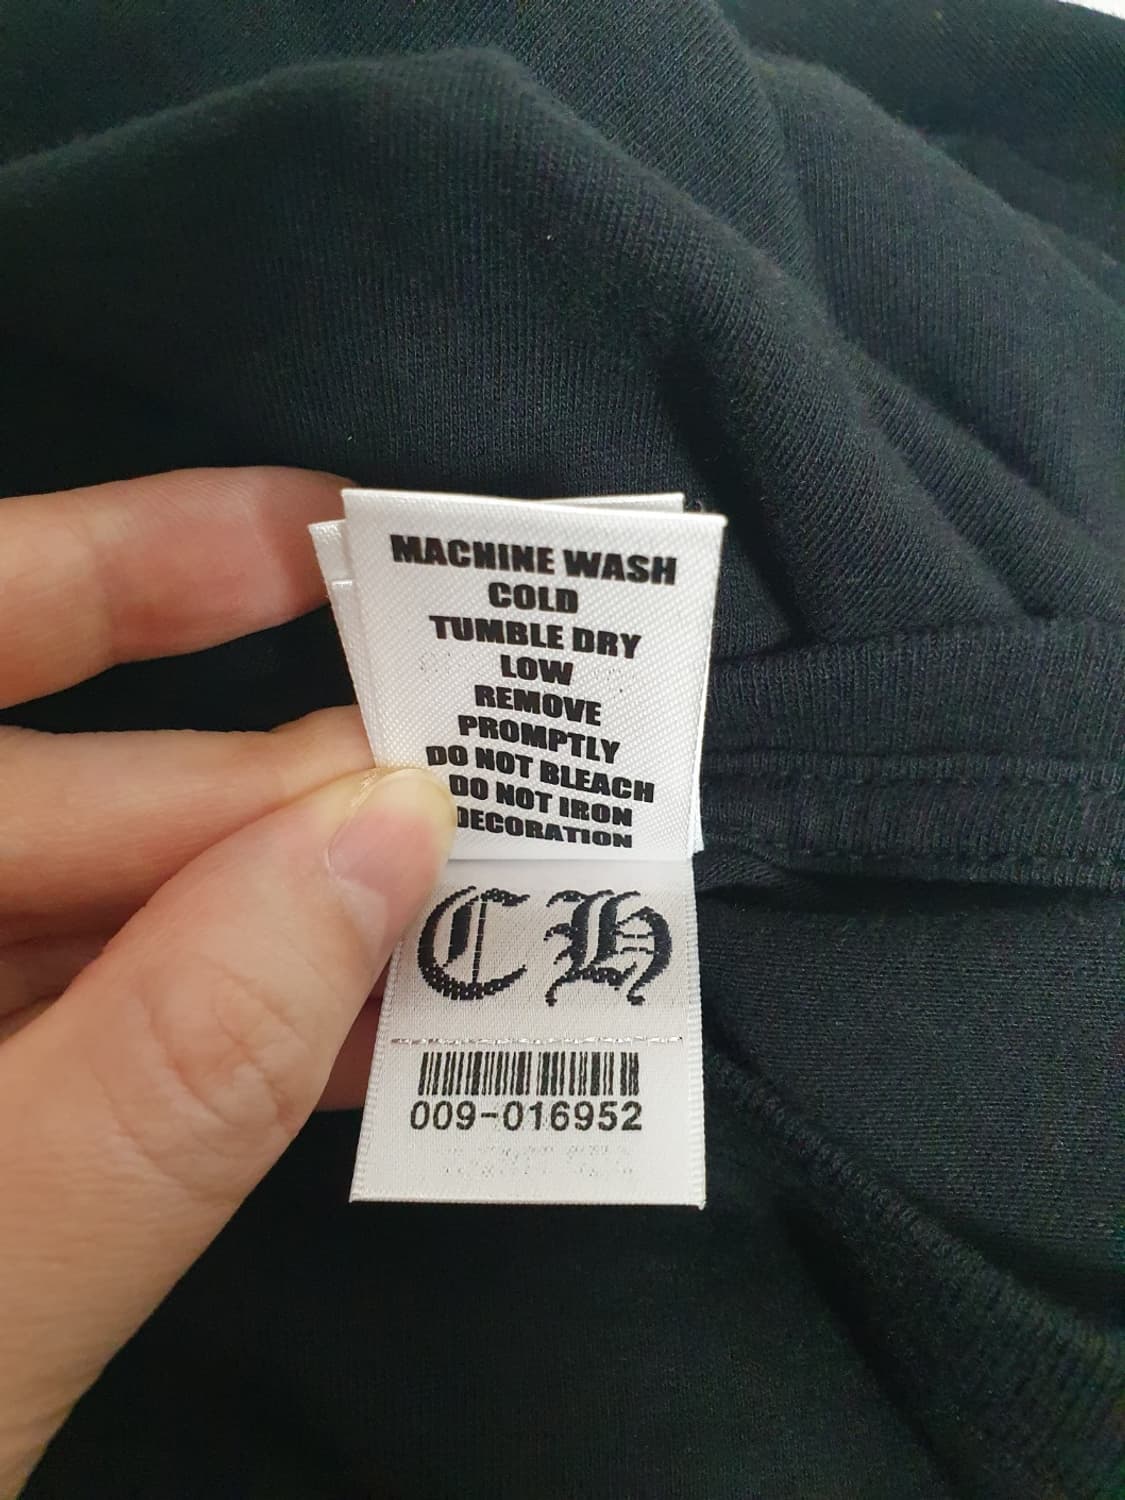 MACHINE WASH
COLD
TUMBLE DRY
LOW
REMOVE
PROMPTLY
DO NOT BLEACH
DO NOT IRON
DECORATION
CH
009-016952